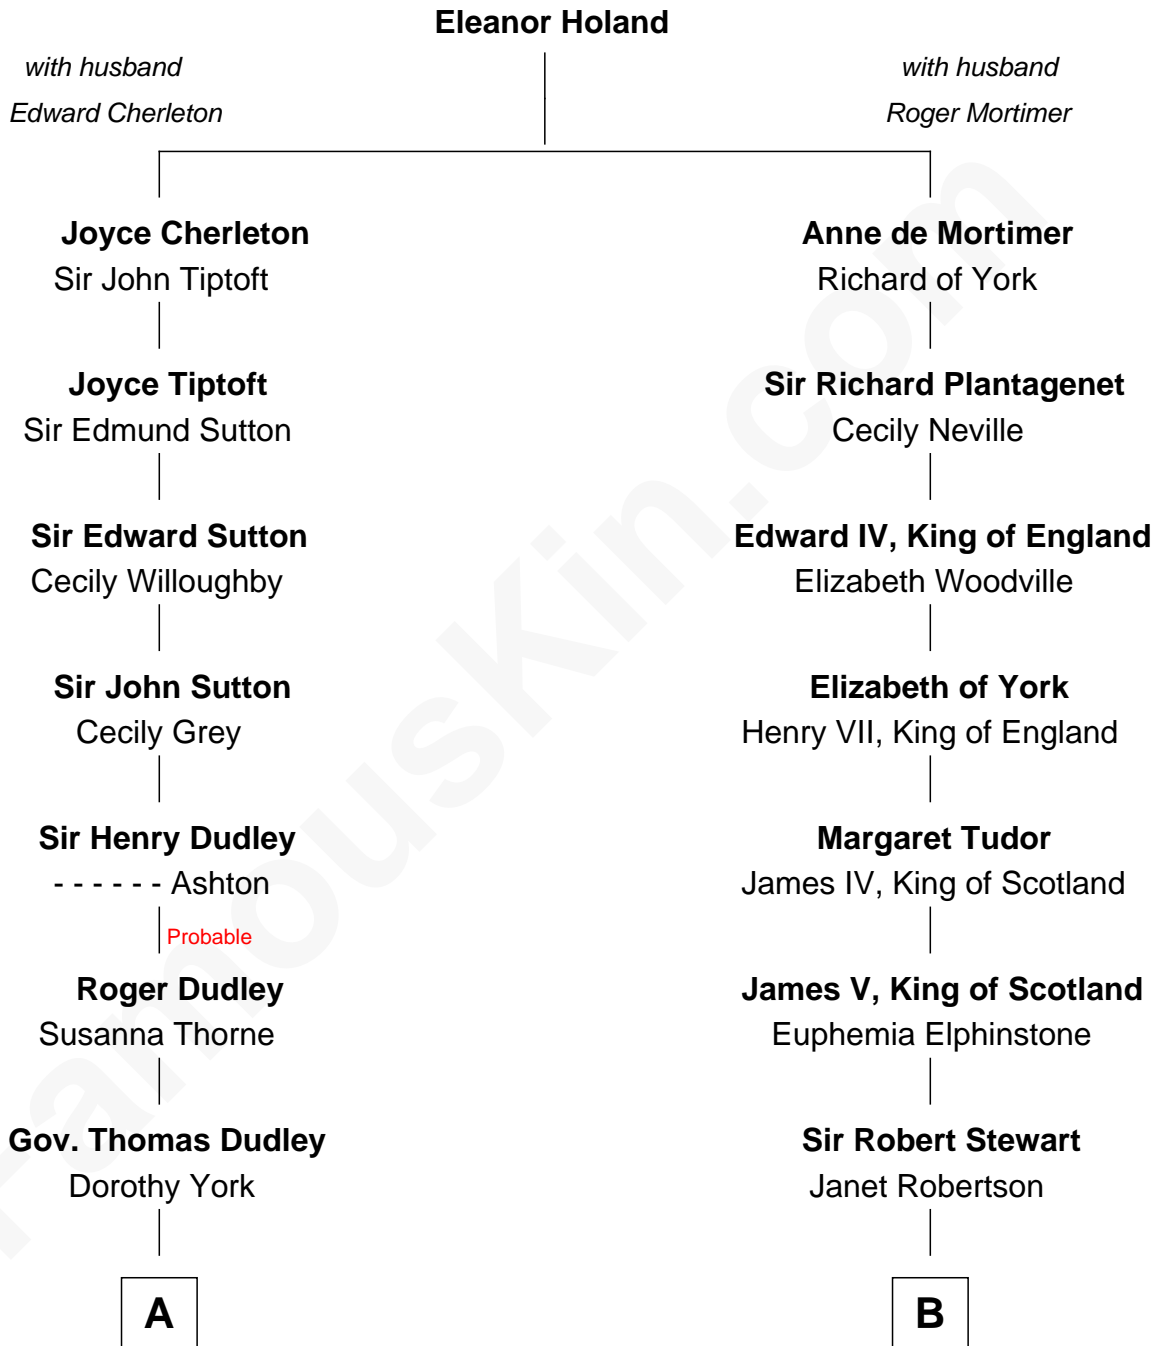 Eleanor Holand
with husband
Edward Cherleton
with husband
Roger Mortimer
Joyce Cherleton
Sir John Tiptoft
Anne de Mortimer
Richard of York
Joyce Tiptoft
Sir Edmund Sutton
Sir Richard Plantagenet
Cecily Neville
Sir Edward Sutton
Cecily Willoughby
Edward IV, King of England
Elizabeth Woodville
Sir John Sutton
Cecily Grey
Elizabeth of York
Henry VII, King of England
Sir Henry Dudley
- - - - - - Ashton
Margaret Tudor
James IV, King of Scotland
Probable
Roger Dudley
Susanna Thorne
James V, King of Scotland
Euphemia Elphinstone
Gov. Thomas Dudley
Dorothy York
Sir Robert Stewart
Janet Robertson
A
B
FamousKin.com